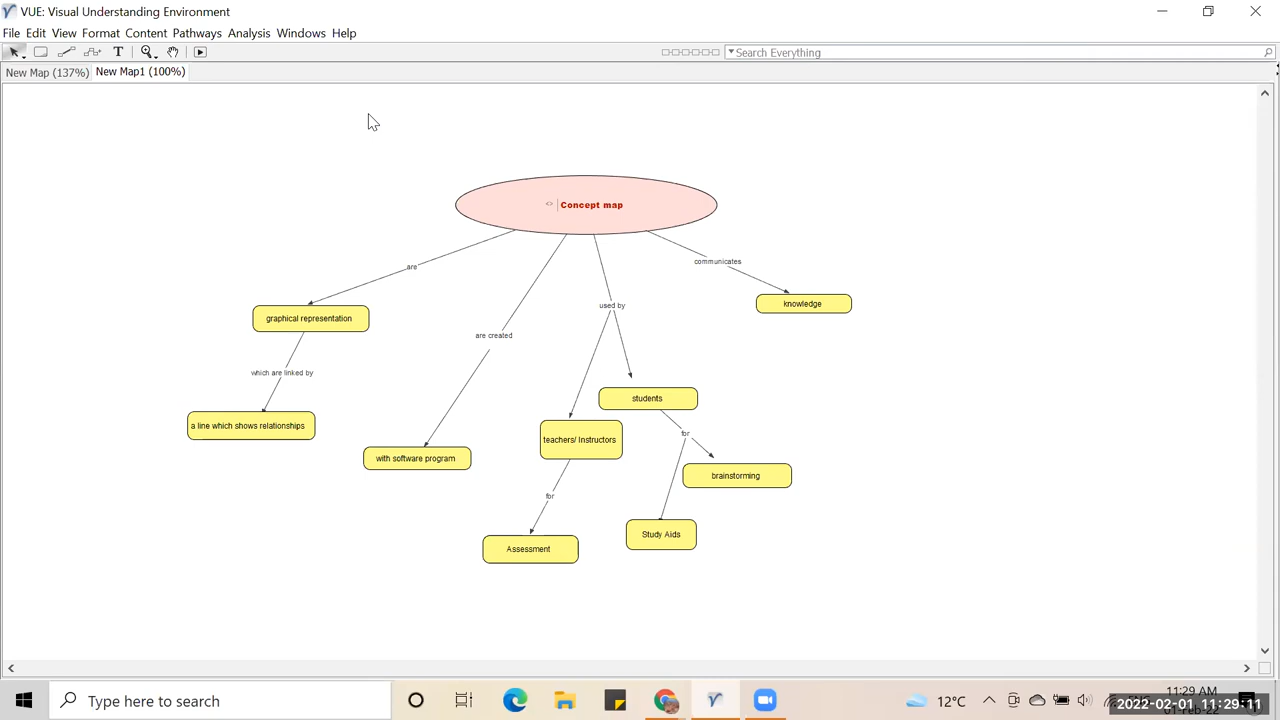 VUE: Visual Understanding Environment
File Edit View Format Content Pathways Analysis Windows Help
Search Everything
New Map (137%) New Map1 (100%)
<> Concept map
are
communicates
knowledge
used by
graphical representation
are created
which are linked by
students
a line which shows relationships
for
teachers/ Instructors
with software program
brainstorming
for
Study Aids
Assessment
Type here to search
12°C
11:29 AM
2022-02-01 11:29:11